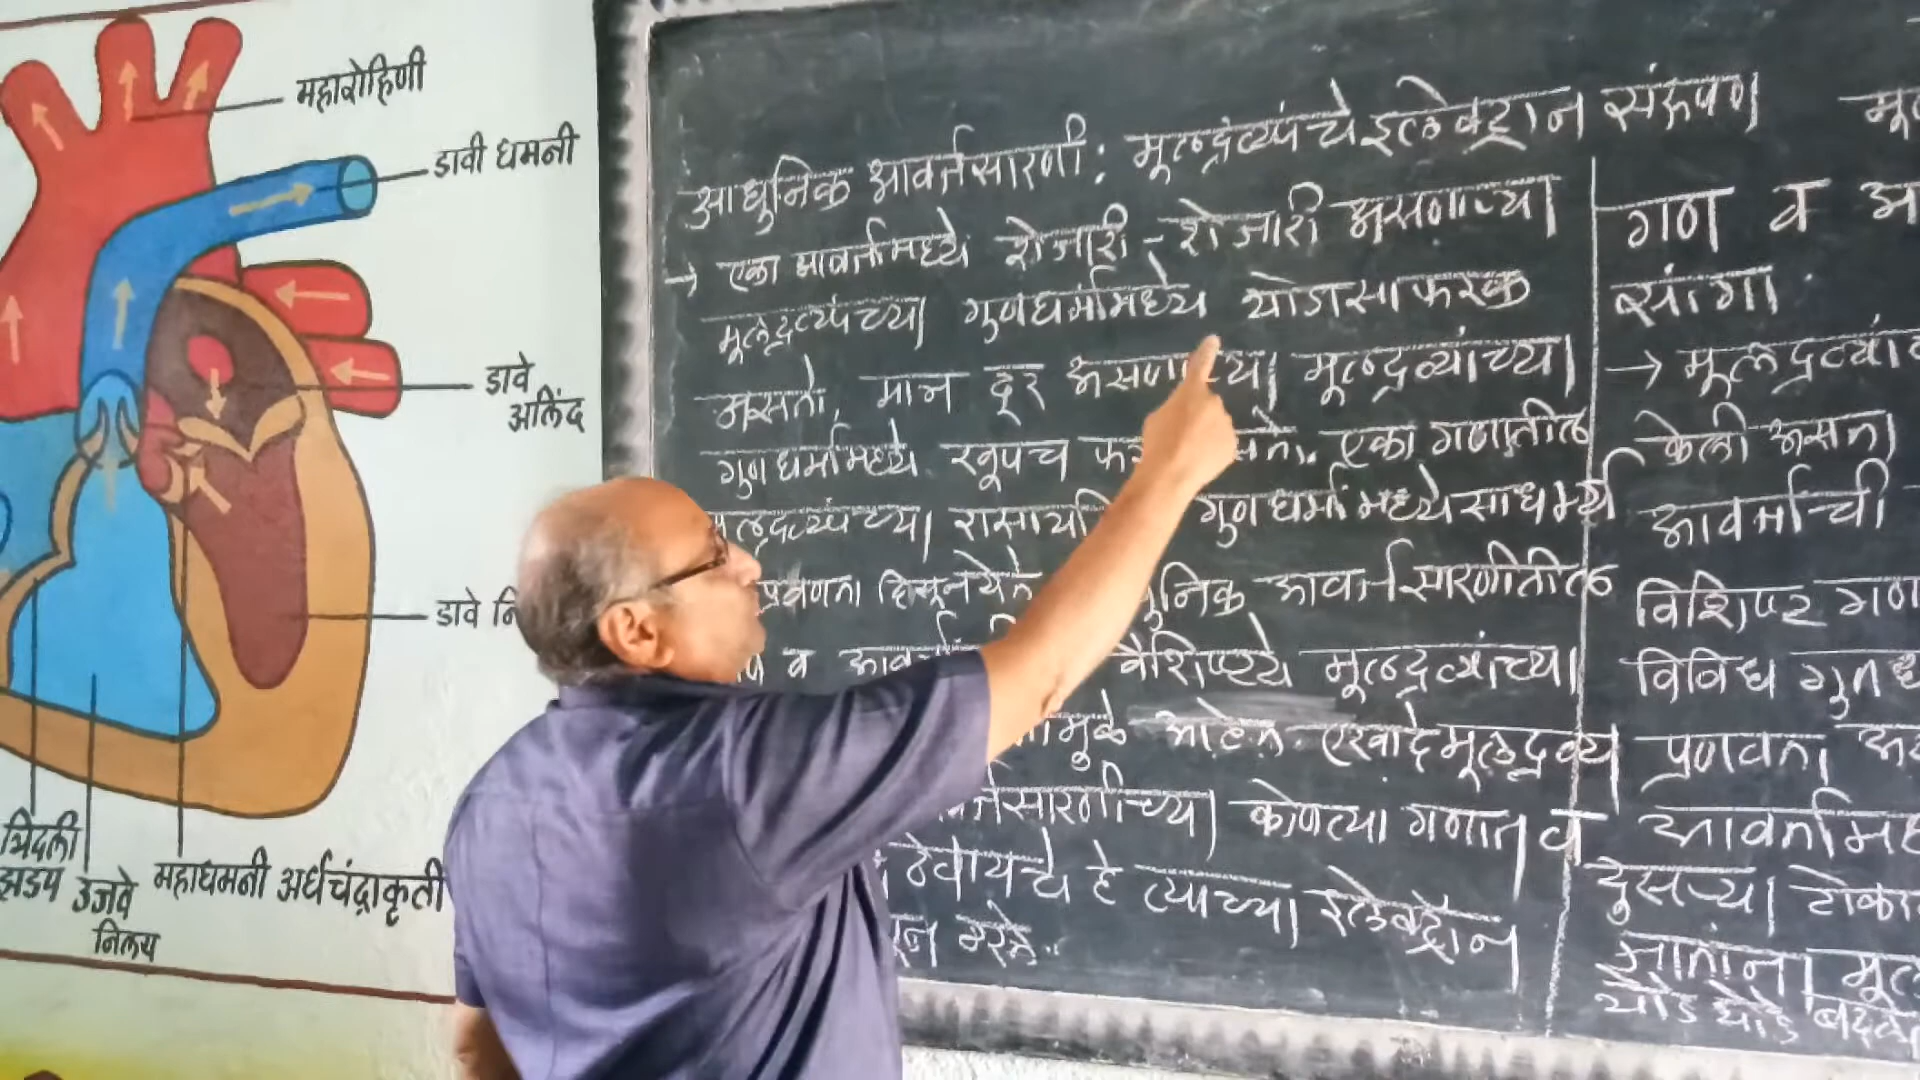 महारोहिणी
डावी धमनी
डावे
अलिंद
डावे नि
त्रिदली
झडप
उजवे
निलय
महाधमनी अर्धचंद्राकृती
आधुनिक आवर्तसारणी: मूलद्रव्यांचे इलेक्ट्रान संरूपण
→ एका आवर्तामध्ये शेजारी-शेजारी असणाऱ्या
मूलद्रव्यांच्या गुणधर्मामध्ये थोडासा फरक
असतो, मात्र दूर असणाऱ्या मूलद्रव्यांच्या
गुणधर्मामध्ये खूपच एका गणातील
मूलद्रव्यांच्या रासायनि गुणधर्मामध्ये साधर्म्य
प्रवणता दिसून येते निक आवर्तसारणीतील
व आवर्त वैशिष्ट्ये मूलद्रव्यांच्या
मुळे आहेत. एखादे मूलद्रव्य
र्तसारणीच्या कोणत्या गणात व
ठेवायचे हे त्याच्या इलेक्ट्रॉन
रून ठरते..
मू
गण व आ
सांगा.
→ मूलद्रव्यां
केली असता
आवर्ताची
विशिष्ट गण
विविध गुणध
प्रणवता
आवर्तामध
दुसऱ्या टोका
जातांना मूल
थोडे थोडे बदल